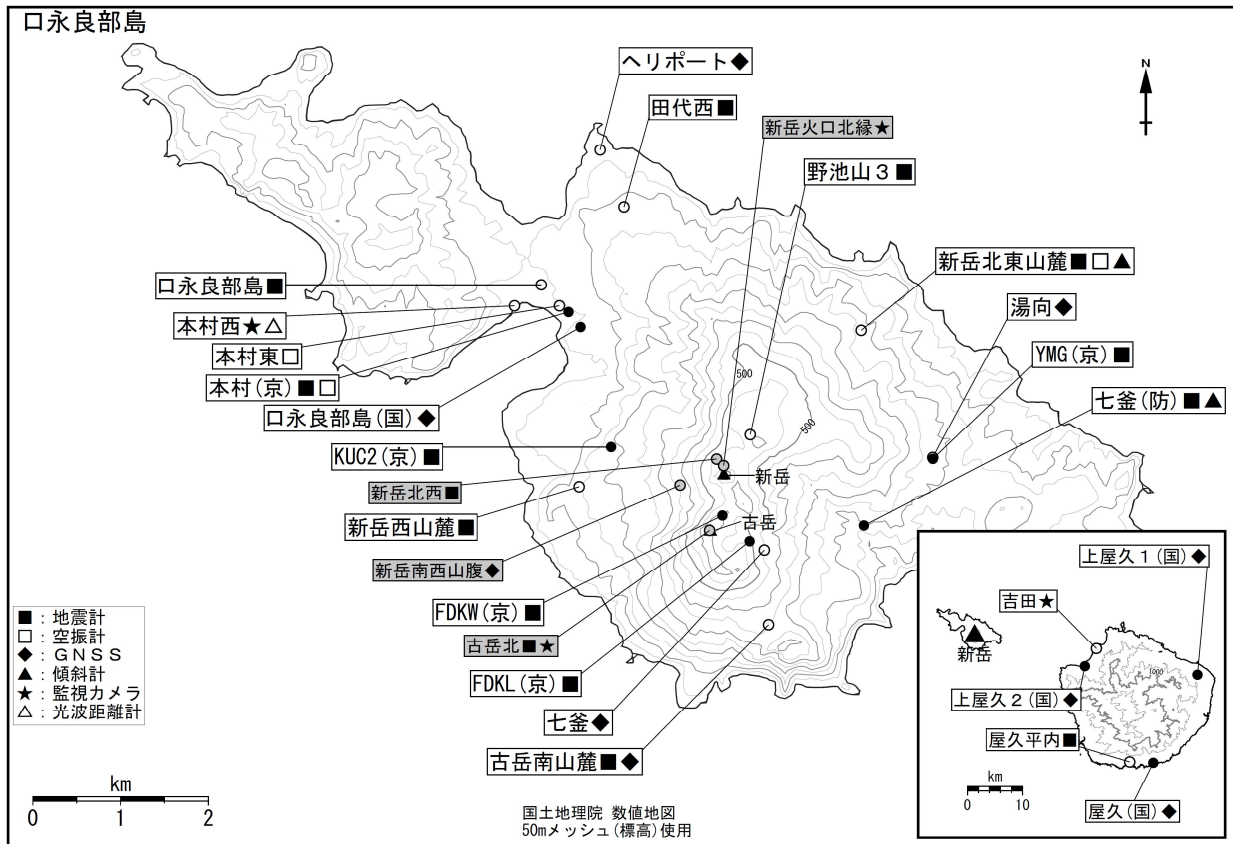 口永良部島
ヘリポート◆
田代西■
N
新岳火口北縁★
野池山3■
新岳北東山麓■□▲
口永良部島■
湯向◆
本村西★△
YMG(京)■
本村東□
本村(京)■□
500
七釜(防)■▲
口永良部島(国)◆
500
KUC2(京)■
新岳
新岳北西■
新岳西山麓■
古岳
新岳南西山腹◆
FDKW(京)■
古岳北■★
FDKL(京)■
七釜◆
古岳南山麓■◆
■:地震計
□:空振計
◆:GNSS
▲:傾斜計
★:監視カメラ
△:光波距離計
km
0 1 2
国土地理院 数値地図
50mメッシュ(標高)使用
上屋久1(国)◆
吉田★
新岳
1000
上屋久2(国)◆
屋久平内■
km
0 10
屋久(国)◆